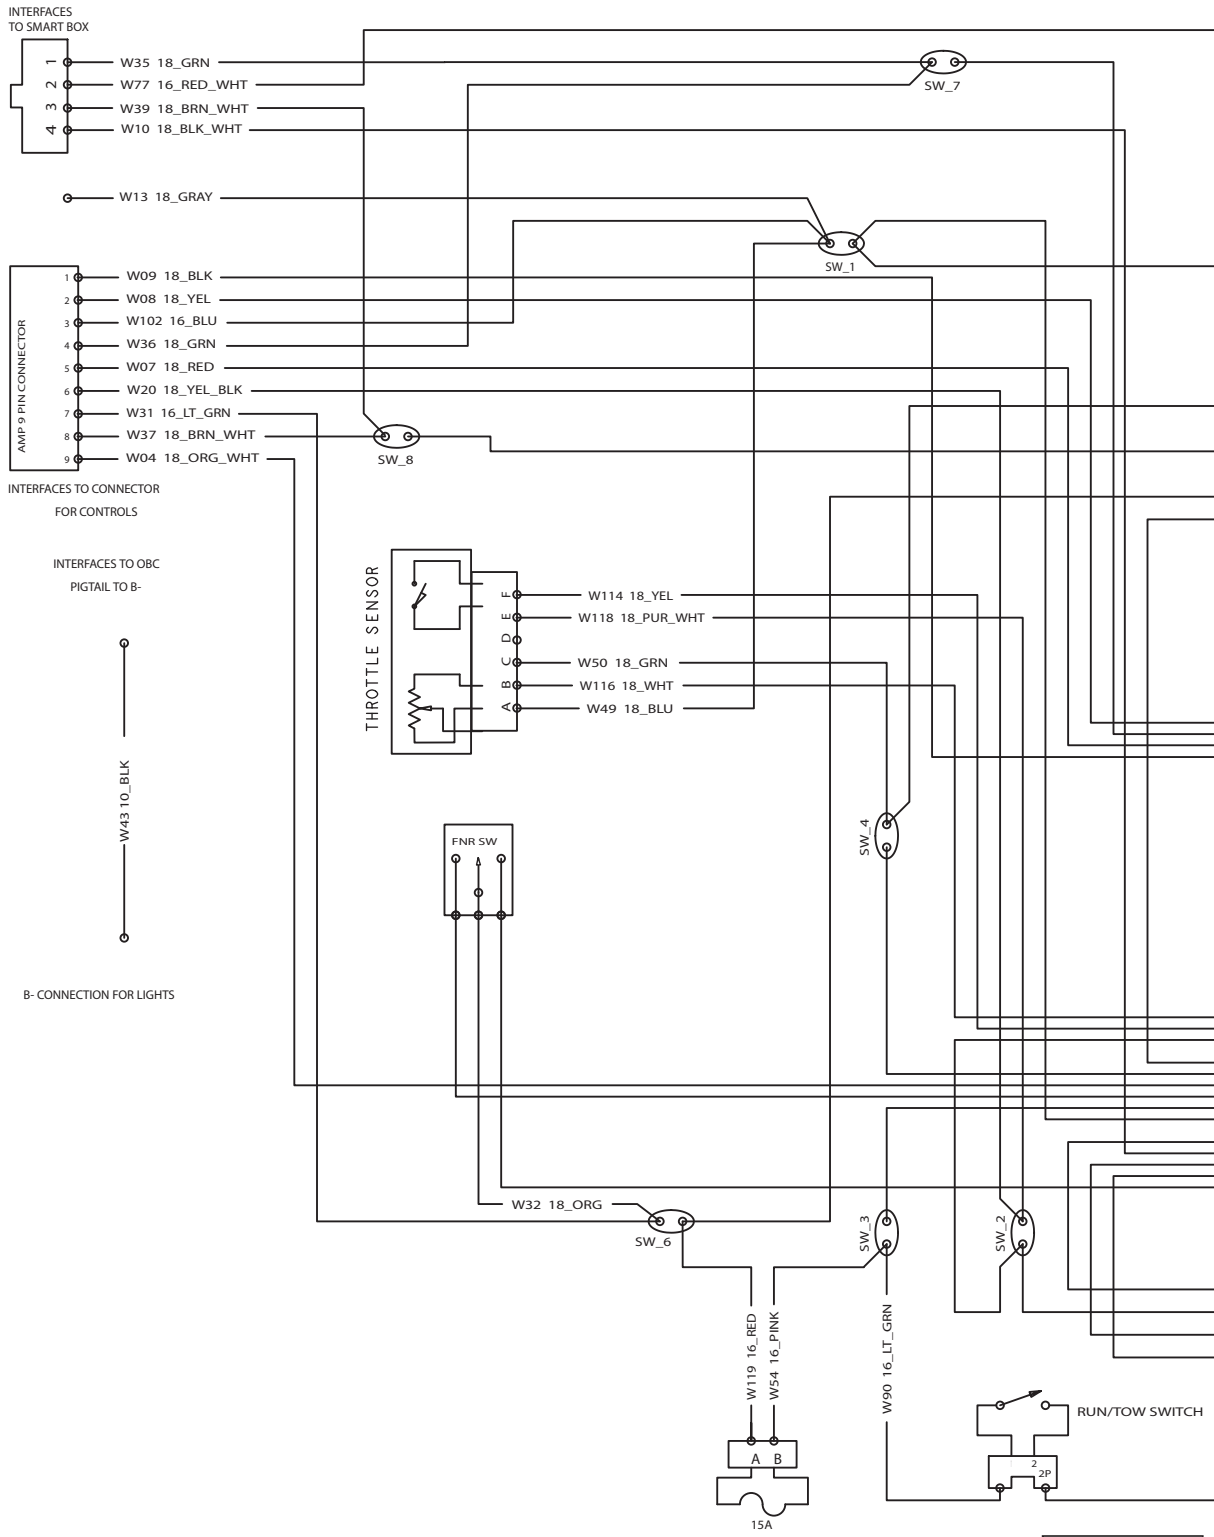 INTERFACES
TO SMART BOX
1 W35 18_GRN
2 W77 16_RED_WHT
3 W39 18_BRN_WHT
4 W10 18_BLK_WHT
SW_7
W13 18_GRAY
SW_1
AMP 9 PIN CONNECTOR
1 W09 18_BLK
2 W08 18_YEL
3 W102 16_BLU
4 W36 18_GRN
5 W07 18_RED
6 W20 18_YEL_BLK
7 W31 16_LT_GRN
8 W37 18_BRN_WHT
9 W04 18_ORG_WHT
SW_8
INTERFACES TO CONNECTOR
FOR CONTROLS
INTERFACES TO OBC
PIGTAIL TO B-
W43 10_BLK
B- CONNECTION FOR LIGHTS
THROTTLE SENSOR
F W114 18_YEL
E W118 18_PUR_WHT
D
C W50 18_GRN
B W116 18_WHT
A W49 18_BLU
SW_4
FNR SW
W32 18_ORG
SW_6
SW_3
SW_2
W119 16_RED
W54 16_PINK
W90 16_LT_GRN
A B
15A
RUN/TOW SWITCH
2
2P